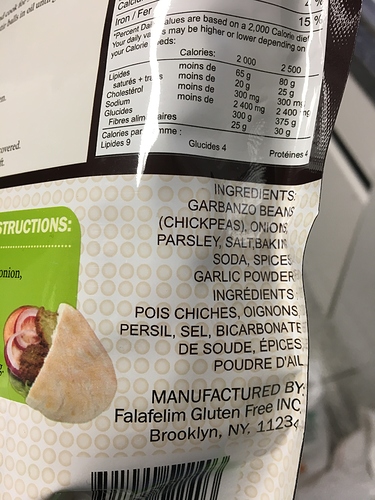 Iron / Fer 15 %
*Percent Daily Values are based on a 2,000 Calorie diet.
Your daily values may be higher or lower depending on
your Calorie needs:
Calories: 2 000 2 500
Lipides moins de 65 g 80 g
saturés + trans moins de 20 g 25 g
Cholestérol moins de 300 mg 300 mg
Sodium moins de 2 400 mg 2 400 mg
Glucides 300 g 375 g
Fibres alimentaires 25 g 30 g
Calories par gramme :
Lipides 9 Glucides 4 Protéines 4
covered.
STRUCTIONS:
onion,
INGREDIENTS:
GARBANZO BEANS
(CHICKPEAS), ONIONS,
PARSLEY, SALT, BAKING
SODA, SPICES,
GARLIC POWDER
INGRÉDIENTS:
POIS CHICHES, OIGNONS,
PERSIL, SEL, BICARBONATE
DE SOUDE, ÉPICES,
POUDRE D'AIL
MANUFACTURED BY:
Falafelim Gluten Free INC.
Brooklyn, NY. 11234